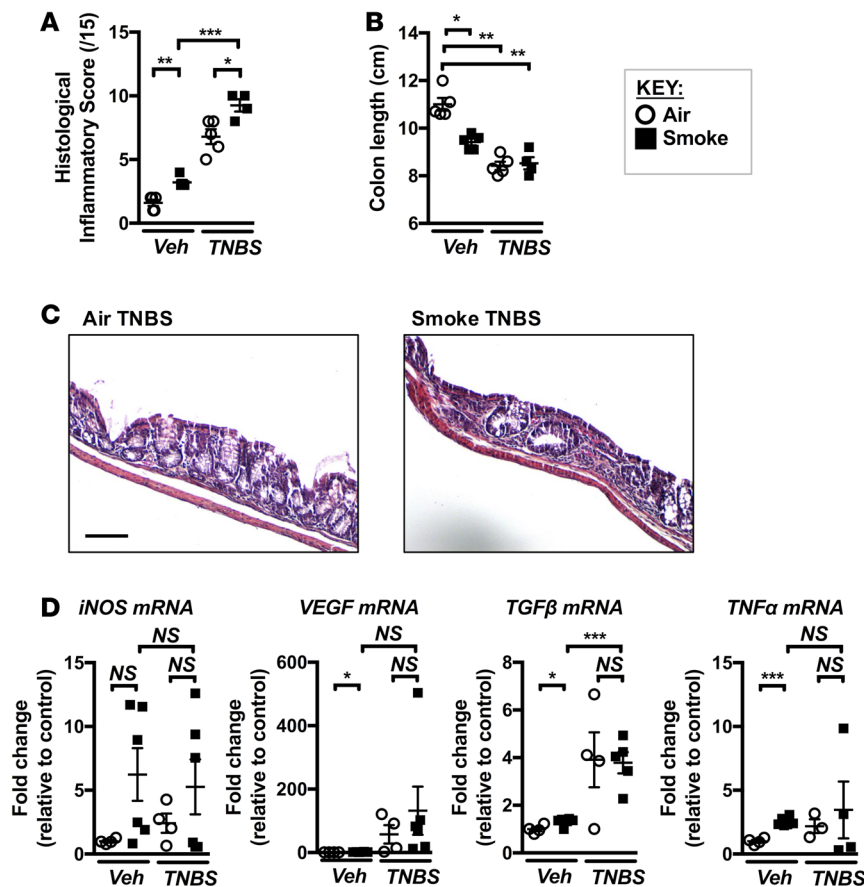 A
Histological
Inflammatory Score (/15)
15
10
5
0
**
***
*
Veh
TNBS
B
Colon length (cm)
14
12
10
8
6
*
**
**
Veh
TNBS
KEY:
Air
Smoke
C
Air TNBS
Smoke TNBS
D
iNOS mRNA
Fold change
(relative to control)
15
10
5
0
NS
NS
NS
Veh
TNBS
VEGF mRNA
Fold change
(relative to control)
600
400
200
0
*
NS
NS
Veh
TNBS
TGFβ mRNA
Fold change
(relative to control)
8
6
4
2
0
*
***
NS
Veh
TNBS
TNFα mRNA
Fold change
(relative to control)
15
10
5
0
***
NS
NS
Veh
TNBS